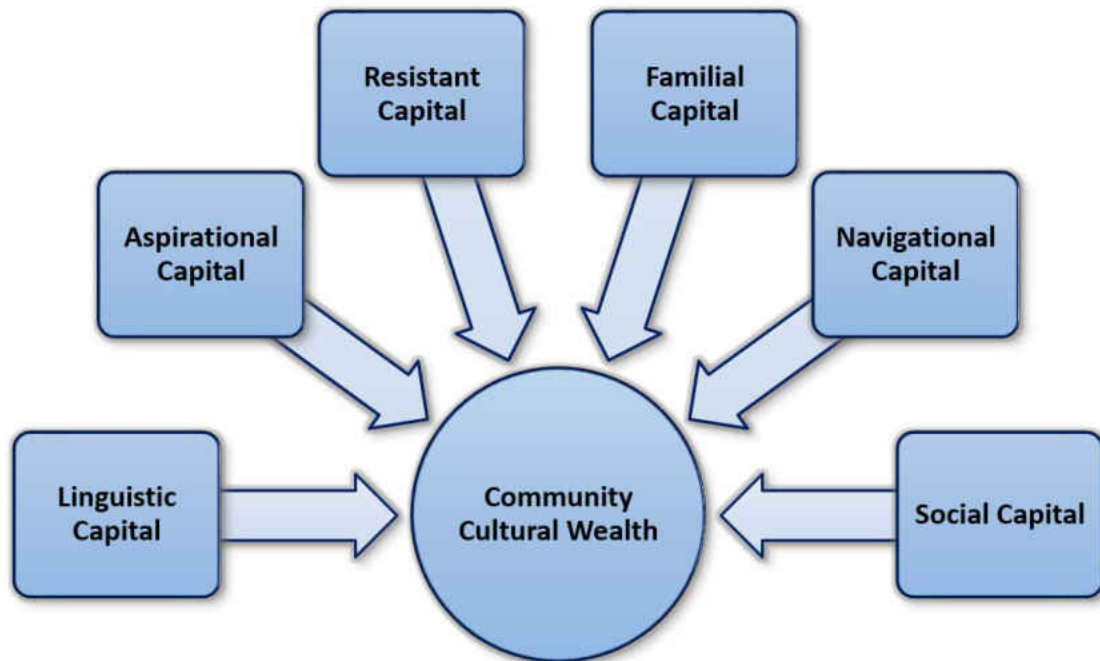 Resistant
Capital
Familial
Capital
Aspirational
Capital
Navigational
Capital
Linguistic
Capital
Community
Cultural Wealth
Social Capital